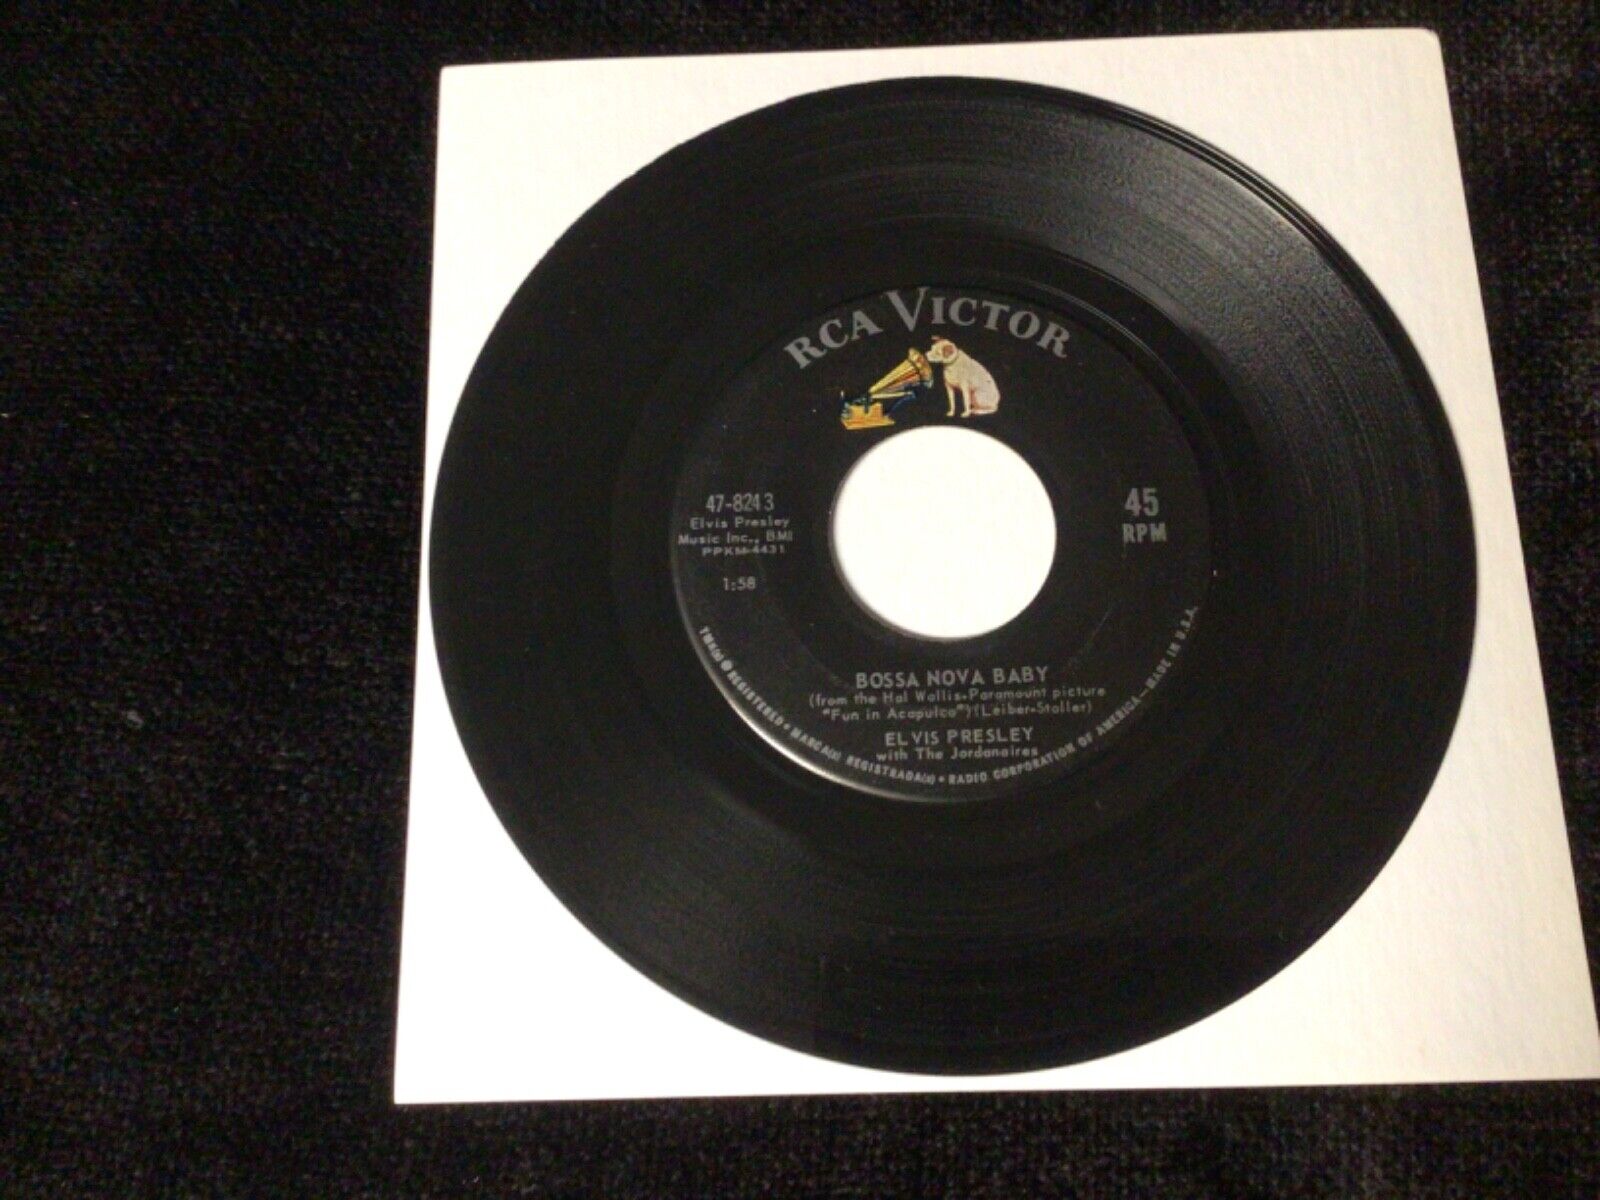 RCA VICTOR
47-8243
Elvis Presley
Music Inc., BMI
PPKM-4431
1:58
45
RPM
BOSSA NOVA BABY
(from the Hal Wallis-Paramount picture
"Fun in Acapulco") (Leiber-Stoller)
ELVIS PRESLEY
with The Jordanaires
TMK(s) ® REGISTERED • MARCA(s) REGISTRADA(s) • RADIO CORPORATION OF AMERICA—MADE IN U.S.A.